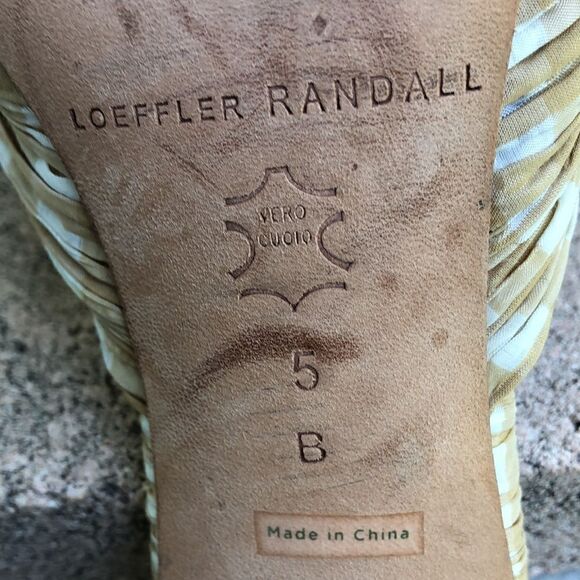 LOEFFLER RANDALL
VERO
CUOIO
5
B
Made in China